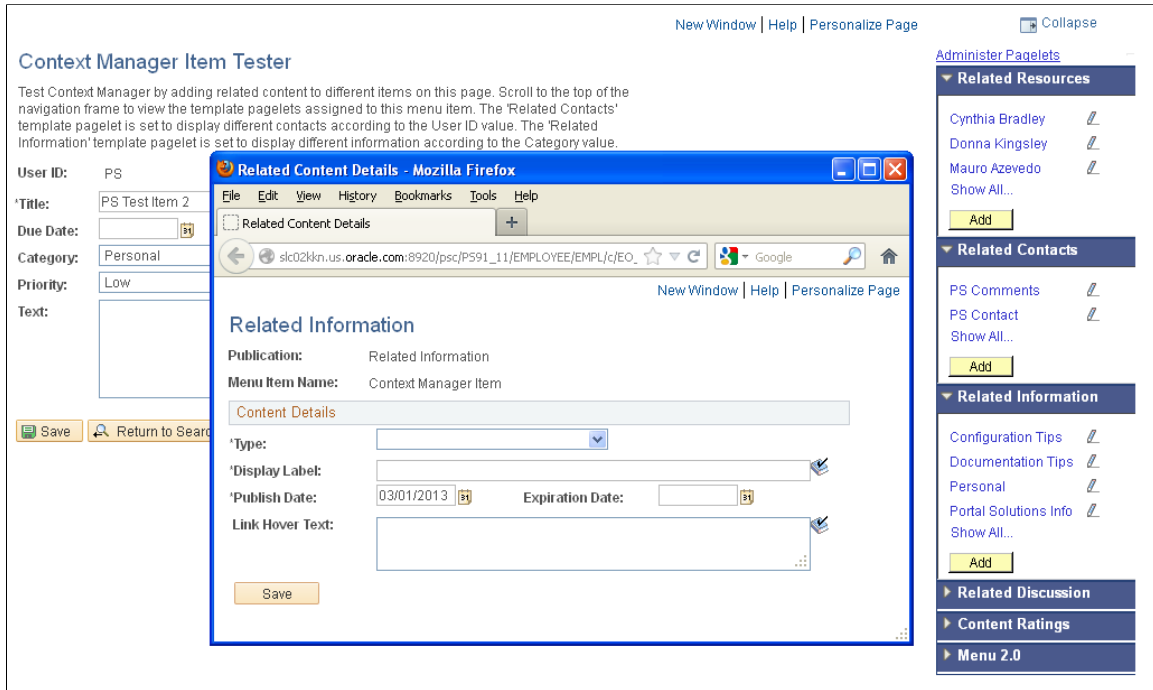 New Window | Help | Personalize Page
Collapse
Context Manager Item Tester
Test Context Manager by adding related content to different items on this page. Scroll to the top of the
navigation frame to view the template pagelets assigned to this menu item. The 'Related Contacts'
template pagelet is set to display different contacts according to the User ID value. The 'Related
Information' template pagelet is set to display different information according to the Category value.
User ID: PS
*Title: PS Test Item 2
Due Date:
Category: Personal
Priority: Low
Text:
Save
Return to Searc
Related Content Details - Mozilla Firefox
File Edit View History Bookmarks Tools Help
Related Content Details
slc02kkn.us.oracle.com:8920/psc/PS91_11/EMPLOYEE/EMPL/c/EO_
Google
New Window | Help | Personalize Page
Related Information
Publication: Related Information
Menu Item Name: Context Manager Item
Content Details
*Type:
*Display Label:
*Publish Date: 03/01/2013 Expiration Date:
Link Hover Text:
Save
Administer Pagelets
Related Resources
Cynthia Bradley
Donna Kingsley
Mauro Azevedo
Show All...
Add
Related Contacts
PS Comments
PS Contact
Show All...
Add
Related Information
Configuration Tips
Documentation Tips
Personal
Portal Solutions Info
Show All...
Add
Related Discussion
Content Ratings
Menu 2.0